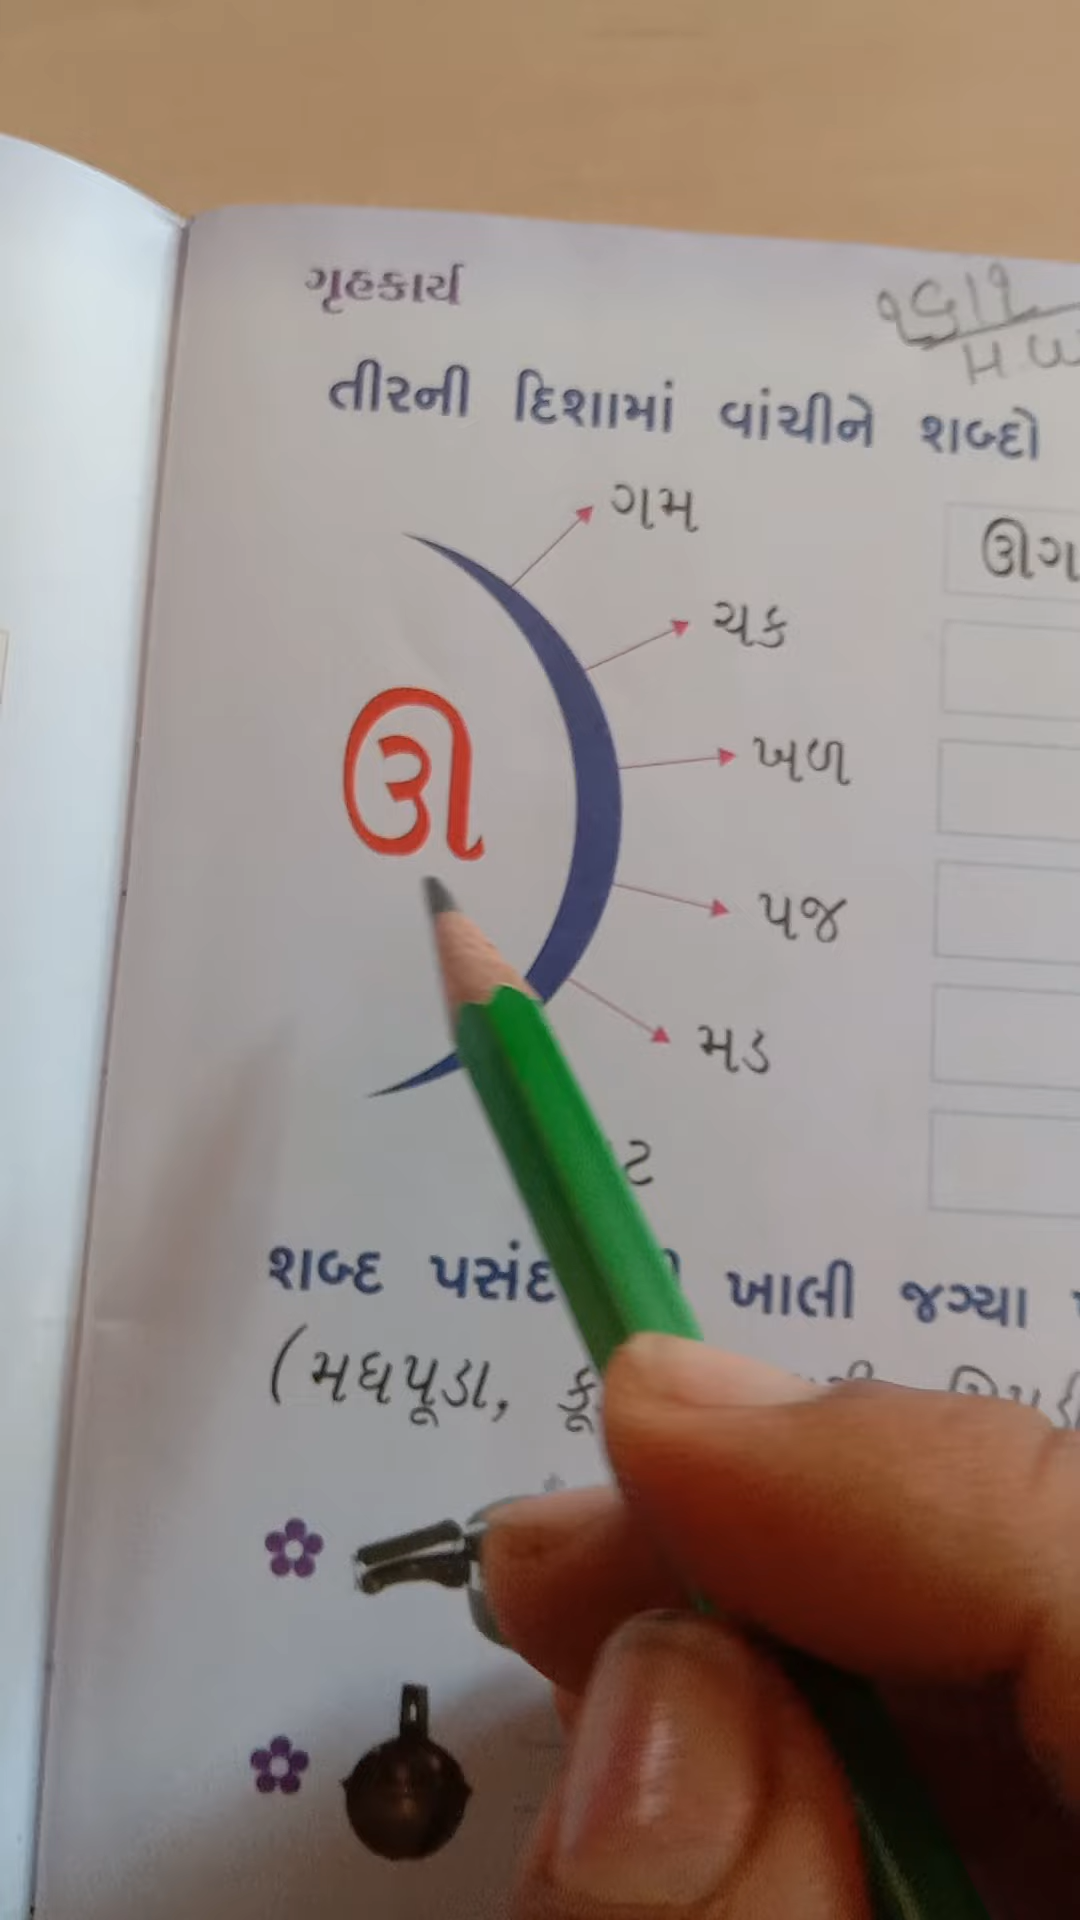 ગૃહકાર્ય
તીરની દિશામાં વાંચીને શબ્દો
ગમ
ઊગ
ચક
ઊ
ખળ
પજ
મડ
ટ
શબ્દ પસંદ ખાલી જગ્યા
(મધપૂડા,